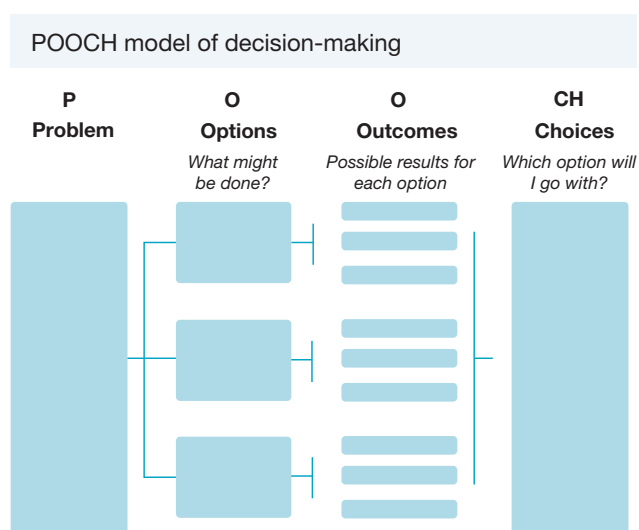 POOCH model of decision-making
P
Problem
O
Options
What might
be done?
O
Outcomes
Possible results for
each option
CH
Choices
Which option will
I go with?